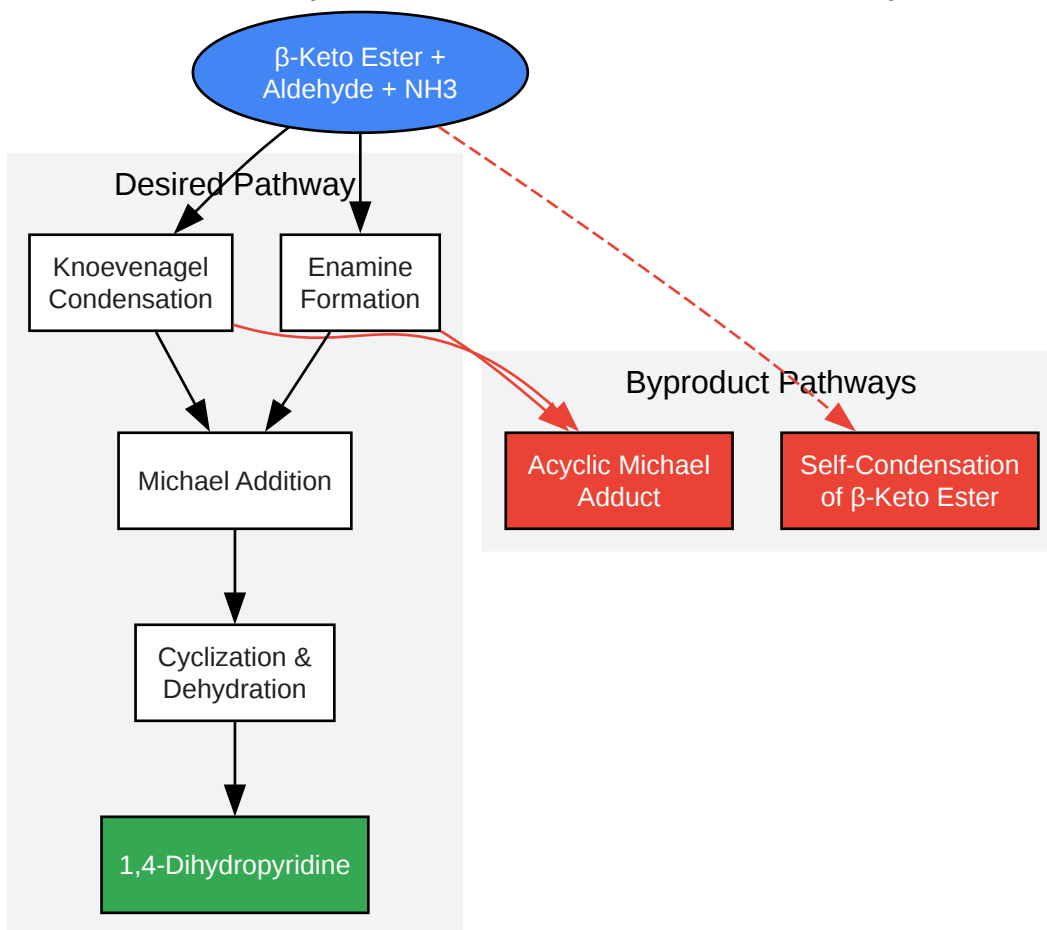 β-Keto Ester +
Aldehyde + NH3
Desired Pathway
Knoevenagel
Condensation
Enamine
Formation
Byproduct Pathways
Michael Addition
Acyclic Michael
Adduct
Self-Condensation
of β-Keto Ester
Cyclization &
Dehydration
1,4-Dihydropyridine